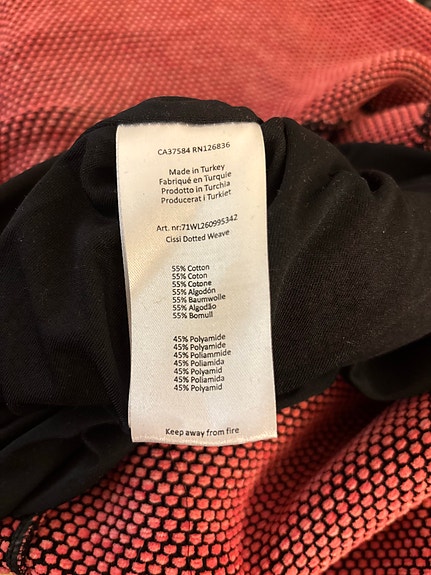 CA37584 RN126836
Made in Turkey
Fabriqué en Turquie
Prodotto in Turchia
Producerat i Turkiet
Art. nr:71WL260995342
Cissi Dotted Weave
55% Cotton
55% Coton
55% Cotone
55% Algodón
55% Baumwolle
55% Algodão
55% Bomull
45% Polyamide
45% Polyamide
45% Poliammide
45% Poliamida
45% Polyamid
45% Poliamida
45% Polyamid
Keep away from fire